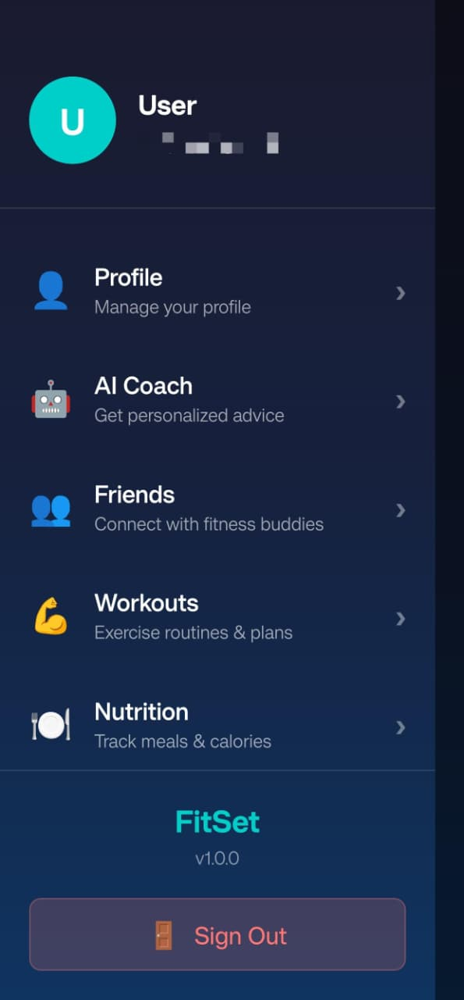 U
User
Profile
Manage your profile
AI Coach
Get personalized advice
Friends
Connect with fitness buddies
Workouts
Exercise routines & plans
Nutrition
Track meals & calories
FitSet
v1.0.0
Sign Out